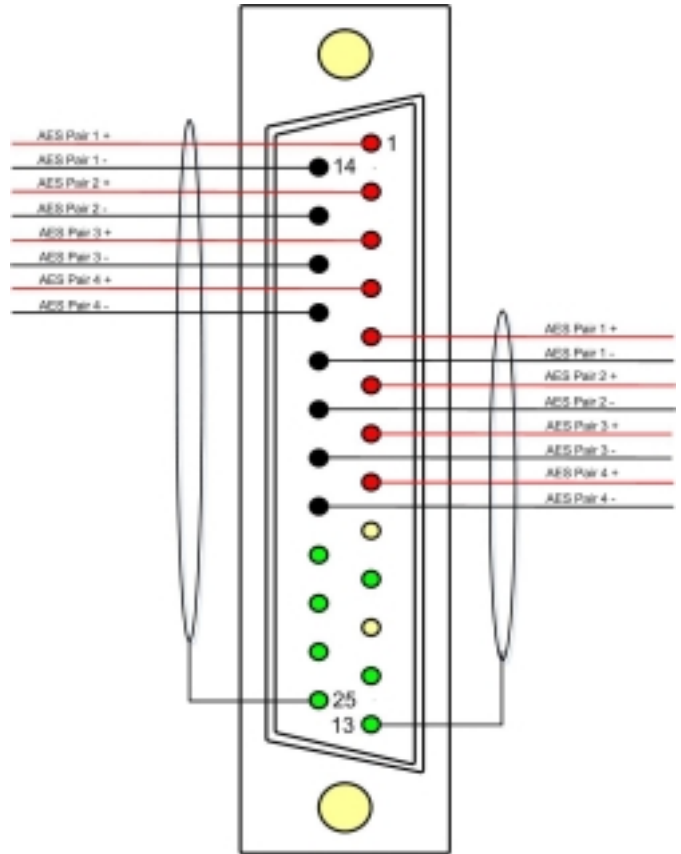 AES Pair 1 +
1
AES Pair 1 -
14
AES Pair 2 +
AES Pair 2 -
AES Pair 3 +
AES Pair 3 -
AES Pair 4 +
AES Pair 4 -
AES Pair 1 +
AES Pair 1 -
AES Pair 2 +
AES Pair 2 -
AES Pair 3 +
AES Pair 3 -
AES Pair 4 +
AES Pair 4 -
25
13